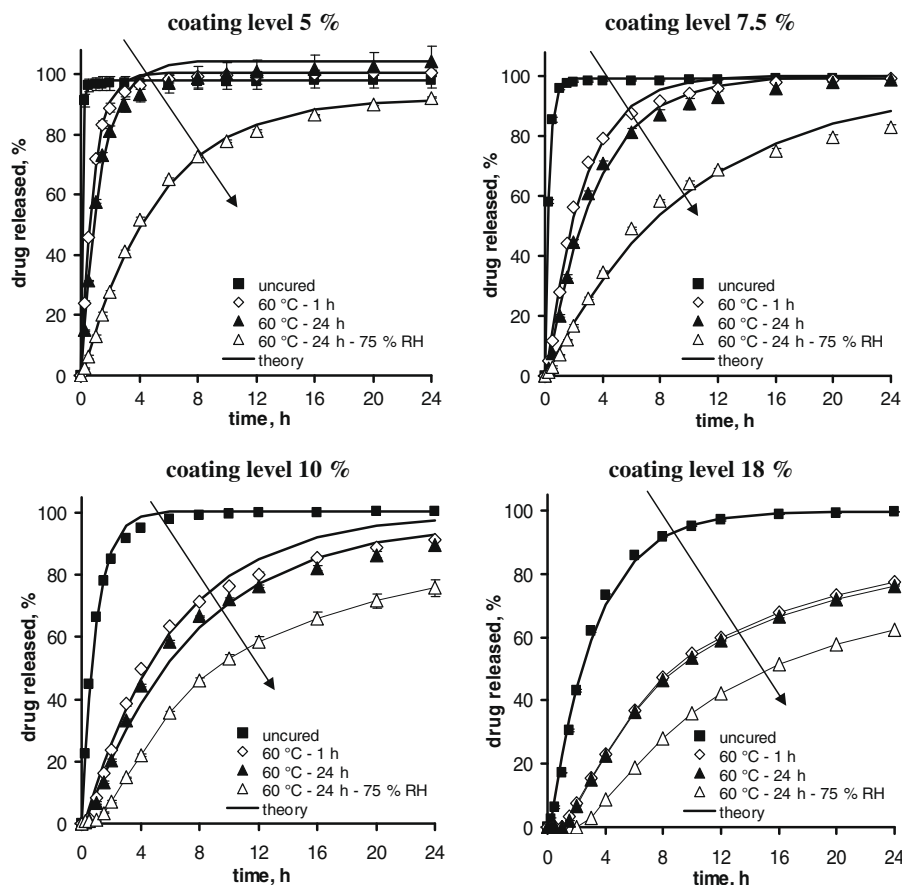 coating level 5 %
drug released, %
100
80
60
40
20
0
uncured
60 °C - 1 h
60 °C - 24 h
60 °C - 24 h - 75 % RH
theory
0 4 8 12 16 20 24
time, h
coating level 7.5 %
drug released, %
100
80
60
40
20
0
uncured
60 °C - 1 h
60 °C - 24 h
60 °C - 24 h - 75 % RH
theory
0 4 8 12 16 20 24
time, h
coating level 10 %
drug released, %
100
80
60
40
20
0
uncured
60 °C - 1 h
60 °C - 24 h
60 °C - 24 h - 75 % RH
theory
0 4 8 12 16 20 24
time, h
coating level 18 %
drug released, %
100
80
60
40
20
0
uncured
60 °C - 1 h
60 °C - 24 h
60 °C - 24 h - 75 % RH
theory
0 4 8 12 16 20 24
time, h